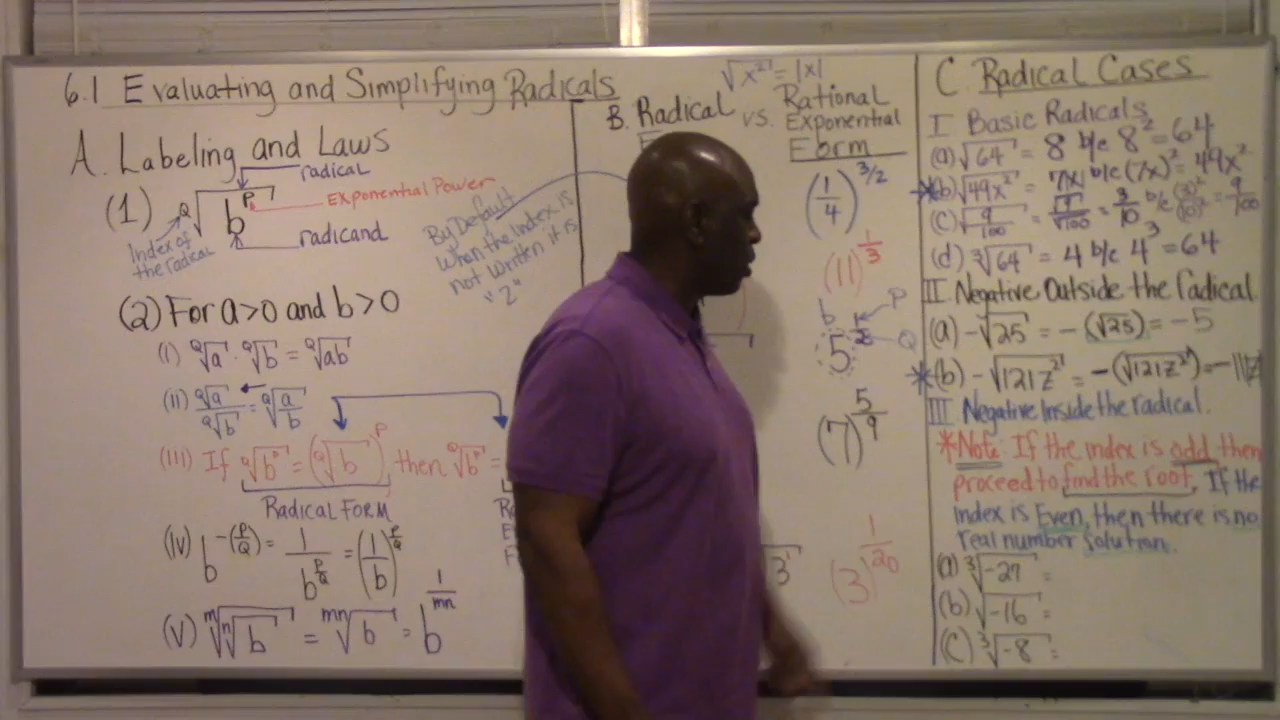 6.1 Evaluating and Simplifying Radicals
A. Labeling and Laws
radical
(1) Q√b^P
Exponential Power
radicand
Index of
the radical
By Default
when the Index is
not written it is
"2"
(2) For a>0 and b>0
(i) Q√a · Q√b = Q√ab
(ii) Q√a / Q√b = Q√(a/b)
(iii) If Q√b^P = (Q√b)^P, then Q√b^P =
Radical Form
(iv) b^-(P/Q) = 1/b^(P/Q) = (1/b)^(P/Q)
(v) m√n√b = mn√b = b^(1/mn)
√x² = |x|
B. Radical vs. Rational
Exponential
Form
(1/4)^3/2
(11)^1/3
b
P
Q
(7)^5/9
3
(3)^1/20
C. Radical Cases
I Basic Radicals
(a) √64 = 8 b/c 8² = 64
*(b) √49x² = 7|x| b/c (7x)² = 49x²
(c) √9/100 = √9/√100 = 3/10 b/c (3)²/(10)² = 9/100
(d) ³√64 = 4 b/c 4³ = 64
II. Negative Outside the radical
(a) -√25 = -(√25) = -5
*(b) -√121z² = -(√121z²) = -11|z|
III Negative Inside the radical.
*Note: If the index is odd then
proceed to find the root. If the
index is Even, then there is no
real number solution.
(a) ³√-27 =
(b) √-16 =
(c) ³√-8 =